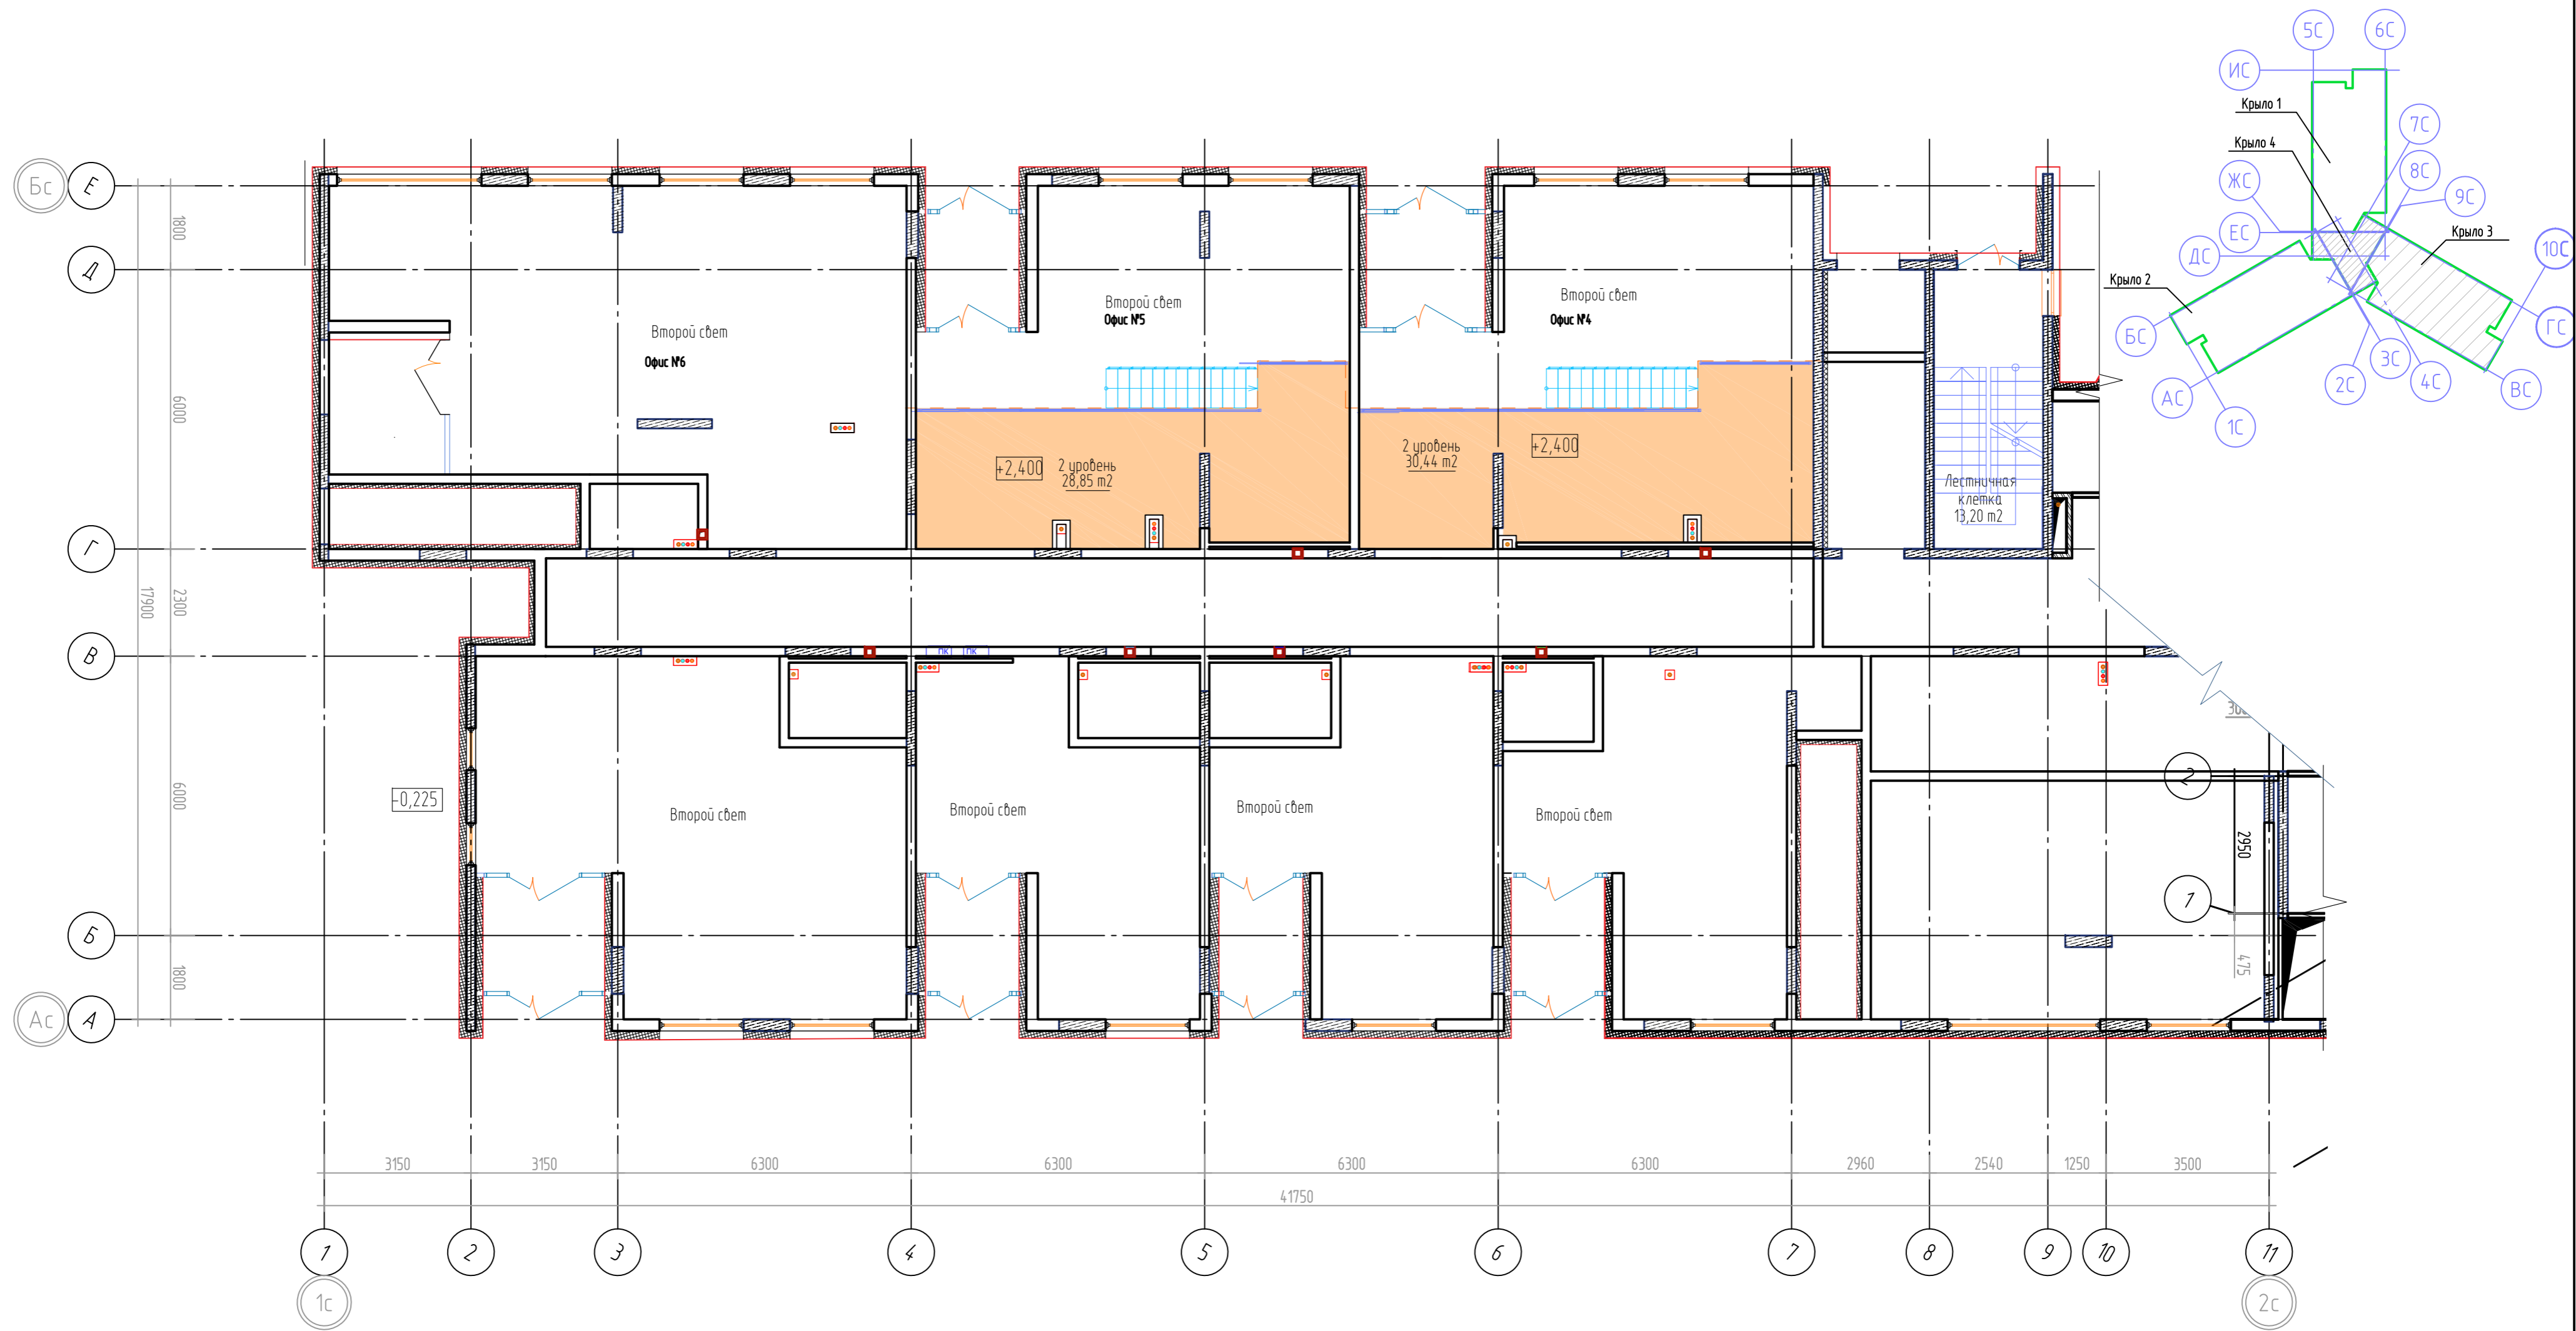 5С
6С
ИС
Крыло 1
7С
Крыло 4
8С
ЖС
9С
ЕС
Крыло 3
ДС
10С
Крыло 2
ГС
БС
3С
2С
4С
ВС
АС
1С
Бс
Е
1800
Д
Второй свет
Офис №6
Второй свет
Офис №5
Второй свет
Офис №4
6000
+2,400
2 уровень
28,85 m2
2 уровень
30,44 m2
+2,400
Лестничная
клетка
13,20 m2
Г
17900
2300
В
ПК
ПК
2
6000
-0,225
Второй свет
Второй свет
Второй свет
Второй свет
2950
1
Б
475
1800
Ас
А
3150
3150
6300
6300
6300
6300
2960
2540
1250
3500
41750
1
2
3
4
5
6
7
8
9
10
11
1с
2с